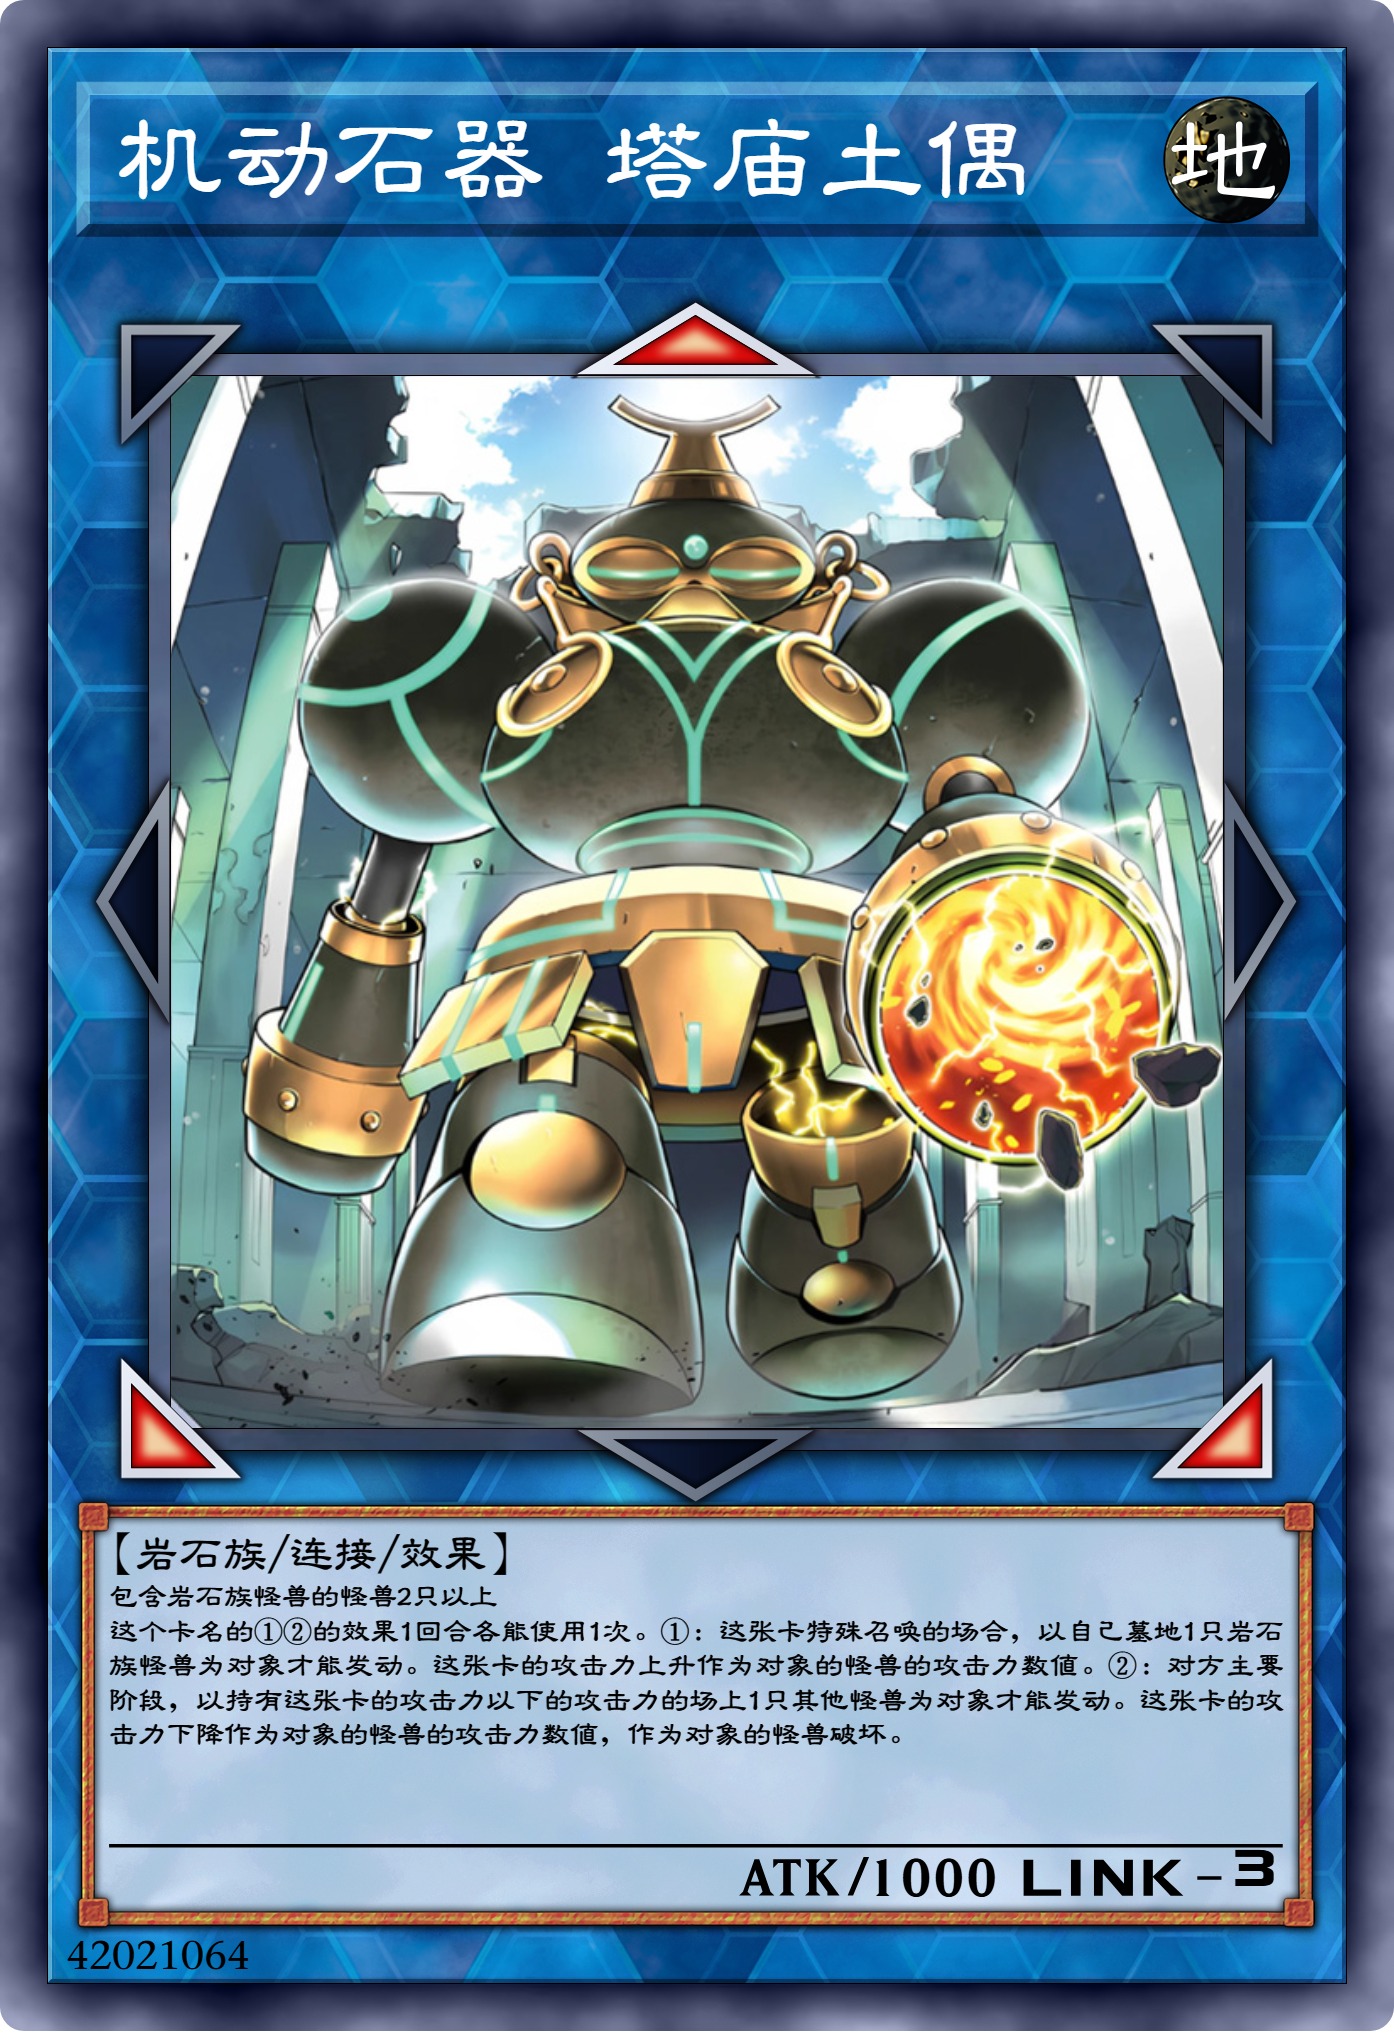 机动石器 塔庙土偶
地
【岩石族/连接/效果】
包含岩石族怪兽的怪兽2只以上
这个卡名的①②的效果1回合各能使用1次。①：这张卡特殊召唤的场合，以自己墓地1只岩石
族怪兽为对象才能发动。这张卡的攻击力上升作为对象的怪兽的攻击力数值。②：对方主要
阶段，以持有这张卡的攻击力以下的攻击力的场上1只其他怪兽为对象才能发动。这张卡的攻
击力下降作为对象的怪兽的攻击力数值，作为对象的怪兽破坏。
ATK/1000 LINK-3
42021064